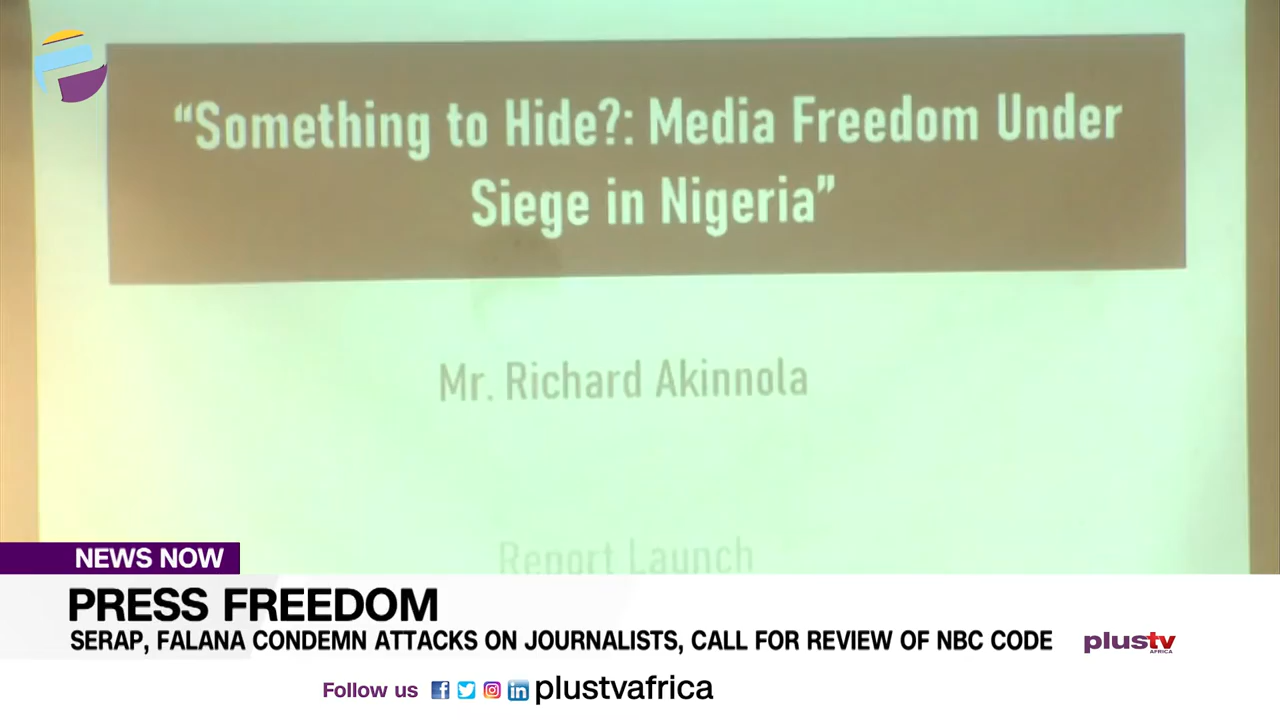 “Something to Hide?: Media Freedom Under
Siege in Nigeria”
Mr. Richard Akinnola
Report Launch
NEWS NOW
PRESS FREEDOM
SERAP, FALANA CONDEMN ATTACKS ON JOURNALISTS, CALL FOR REVIEW OF NBC CODE
plustv
AFRICA
Follow us plustvafrica